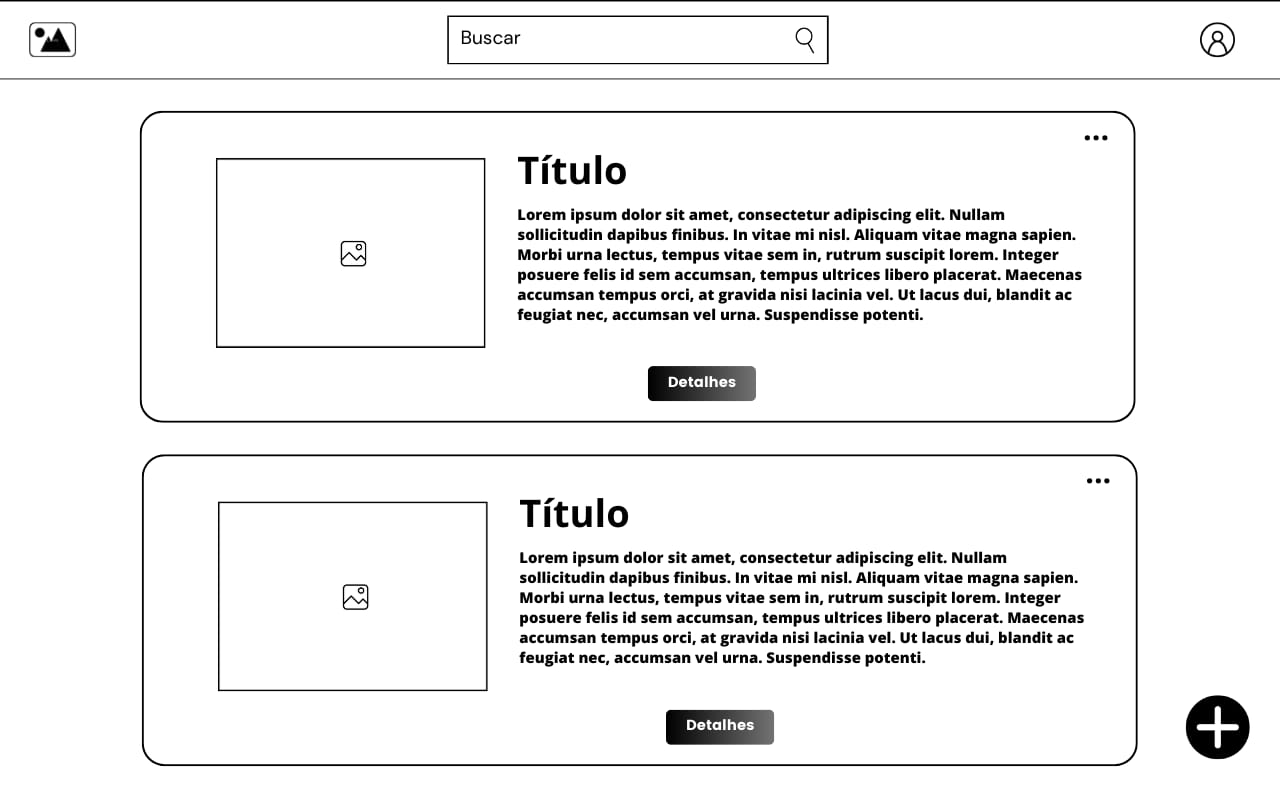 Buscar
Título
Lorem ipsum dolor sit amet, consectetur adipiscing elit. Nullam
sollicitudin dapibus finibus. In vitae mi nisl. Aliquam vitae magna sapien.
Morbi urna lectus, tempus vitae sem in, rutrum suscipit lorem. Integer
posuere felis id sem accumsan, tempus ultrices libero placerat. Maecenas
accumsan tempus orci, at gravida nisi lacinia vel. Ut lacus dui, blandit ac
feugiat nec, accumsan vel urna. Suspendisse potenti.
Detalhes
Título
Lorem ipsum dolor sit amet, consectetur adipiscing elit. Nullam
sollicitudin dapibus finibus. In vitae mi nisl. Aliquam vitae magna sapien.
Morbi urna lectus, tempus vitae sem in, rutrum suscipit lorem. Integer
posuere felis id sem accumsan, tempus ultrices libero placerat. Maecenas
accumsan tempus orci, at gravida nisi lacinia vel. Ut lacus dui, blandit ac
feugiat nec, accumsan vel urna. Suspendisse potenti.
Detalhes